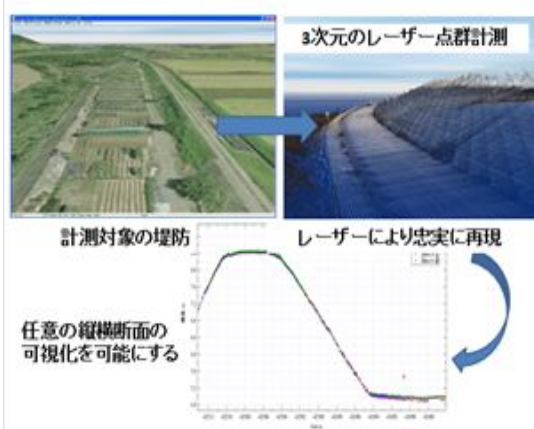 3次元のレーザー点群計測
計測対象の堤防
レーザーにより忠実に再現
任意の縦横断面の
可視化を可能にする